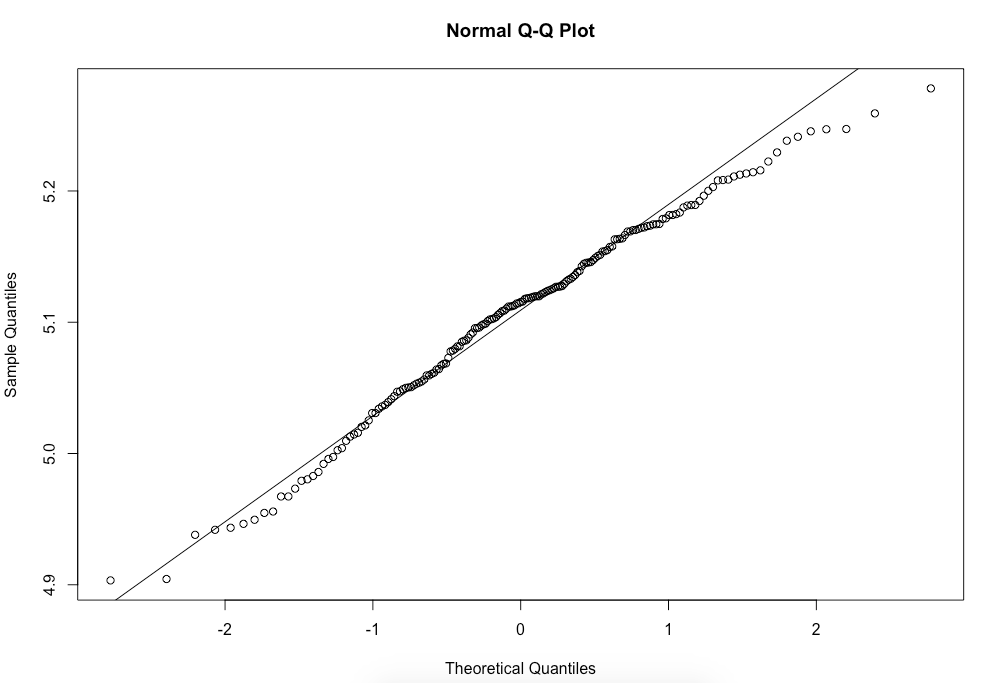 Normal Q-Q Plot
Sample Quantiles
5.2
5.1
5.0
4.9
-2 -1 0 1 2
Theoretical Quantiles